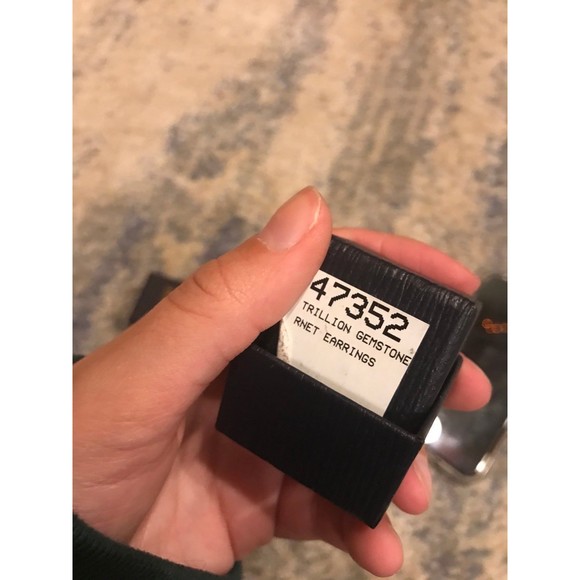 47352
TRILLION GEMSTONE
RNET EARRINGS